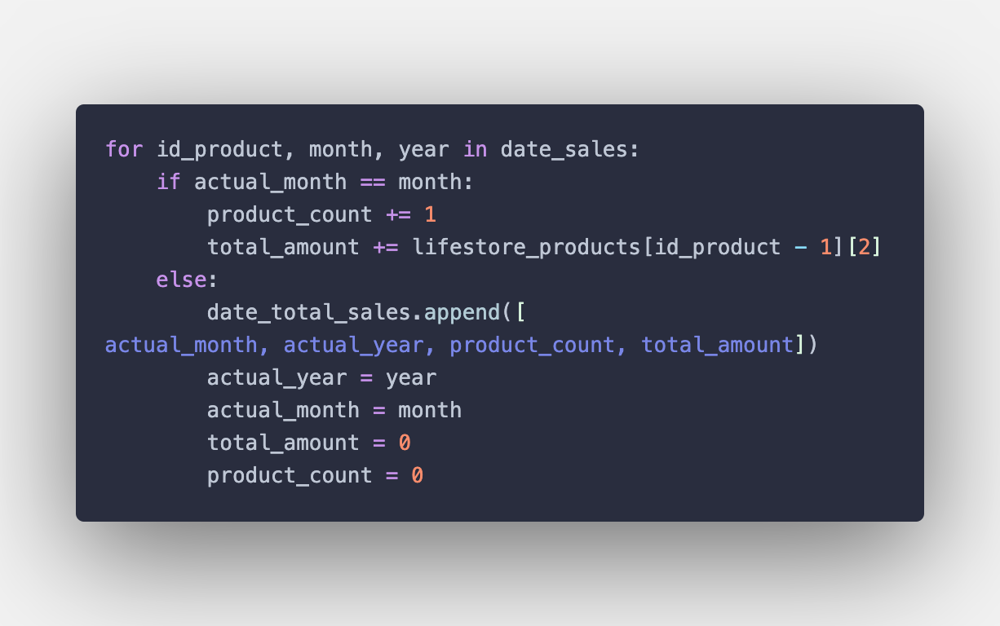 for id_product, month, year in date_sales:
    if actual_month == month:
        product_count += 1
        total_amount += lifestore_products[id_product - 1][2]
    else:
        date_total_sales.append([
actual_month, actual_year, product_count, total_amount])
        actual_year = year
        actual_month = month
        total_amount = 0
        product_count = 0